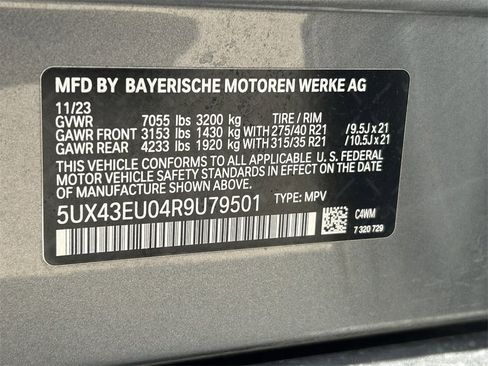 MFD BY BAYERISCHE MOTOREN WERKE AG
11/23
GVWR 7055 lbs 3200 kg TIRE / RIM
GAWR FRONT 3153 lbs 1430 kg WITH 275/40 R21 /9.5J x 21
GAWR REAR 4233 lbs 1920 kg WITH 315/35 R21 /10.5J x 21
THIS VEHICLE CONFORMS TO ALL APPLICABLE U.S. FEDERAL
MOTOR VEHICLE SAFETY STANDARDS IN EFFECT ON THE
DATE OF MANUFACTURE SHOWN ABOVE.
5UX43EU04R9U79501 TYPE: MPV
C4WM
7 320 729